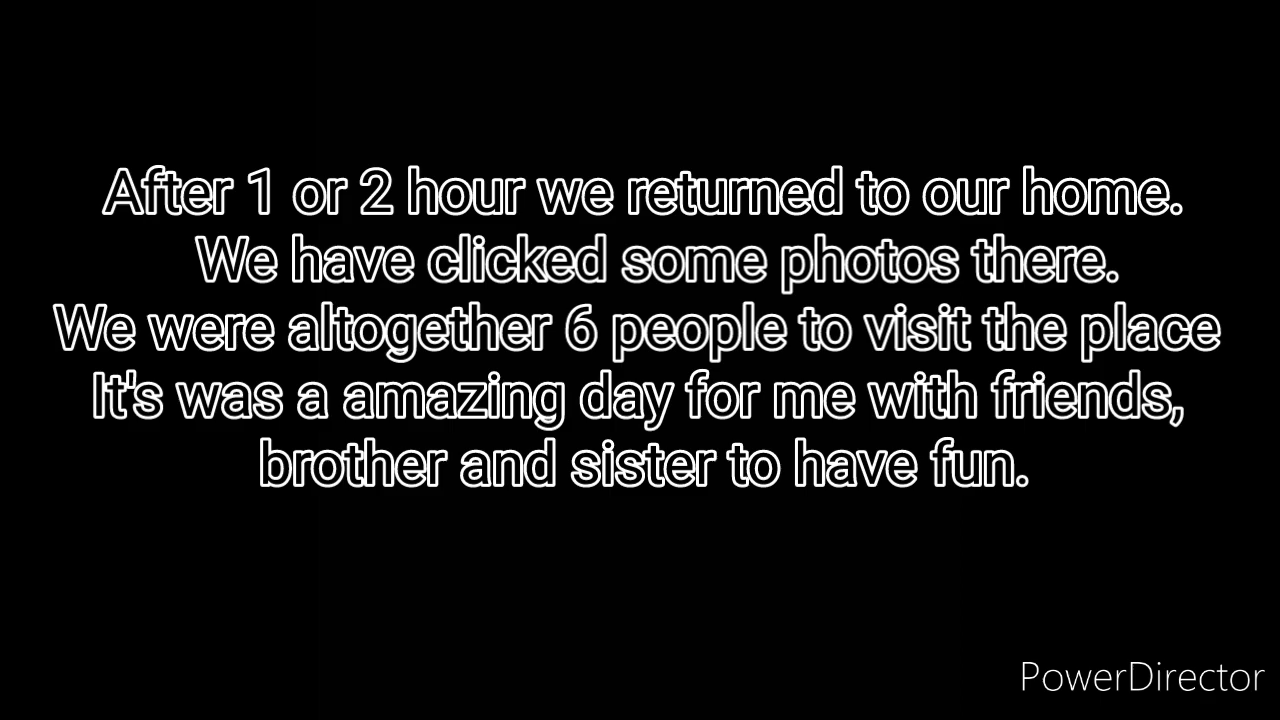 After 1 or 2 hour we returned to our home.
We have clicked some photos there.
We were altogether 6 people to visit the place
It's was a amazing day for me with friends,
brother and sister to have fun.
PowerDirector